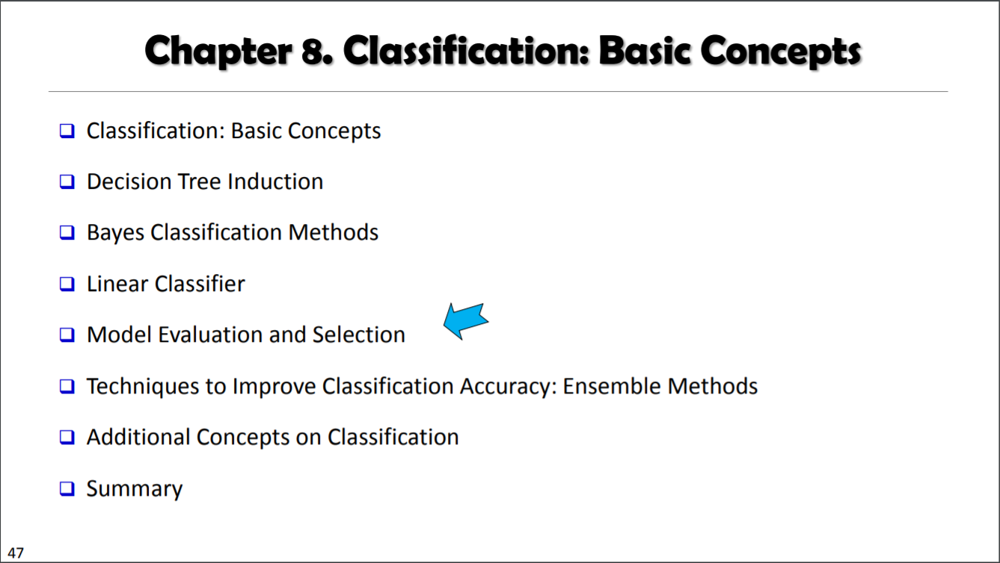 Chapter 8. Classification: Basic Concepts
Classification: Basic Concepts
Decision Tree Induction
Bayes Classification Methods
Linear Classifier
Model Evaluation and Selection
Techniques to Improve Classification Accuracy: Ensemble Methods
Additional Concepts on Classification
Summary
47